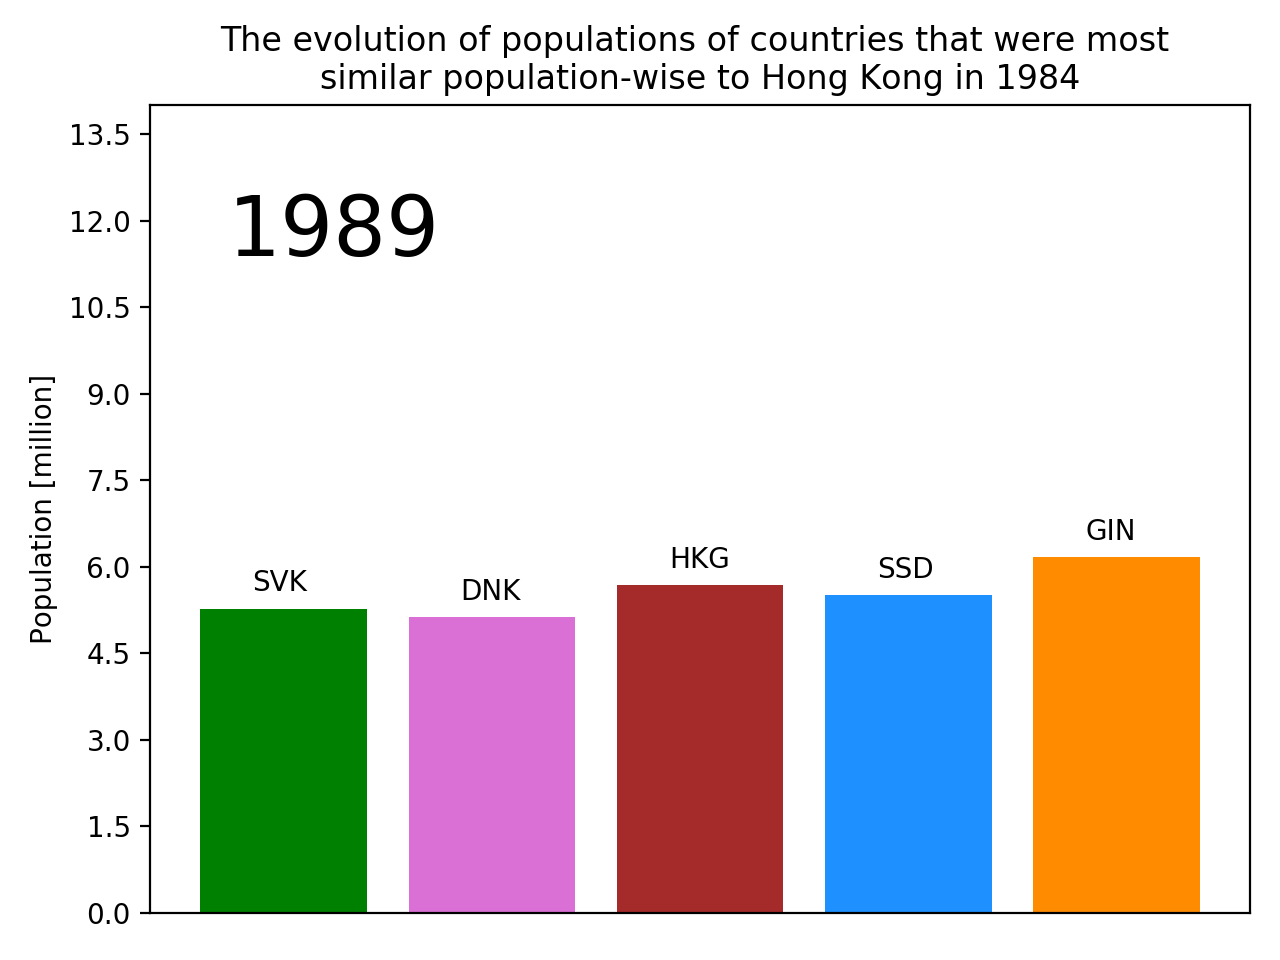 The evolution of populations of countries that were most
similar population-wise to Hong Kong in 1984
13.5
12.0
10.5
9.0
7.5
6.0
4.5
3.0
1.5
0.0
Population [million]
1989
SVK
DNK
HKG
SSD
GIN